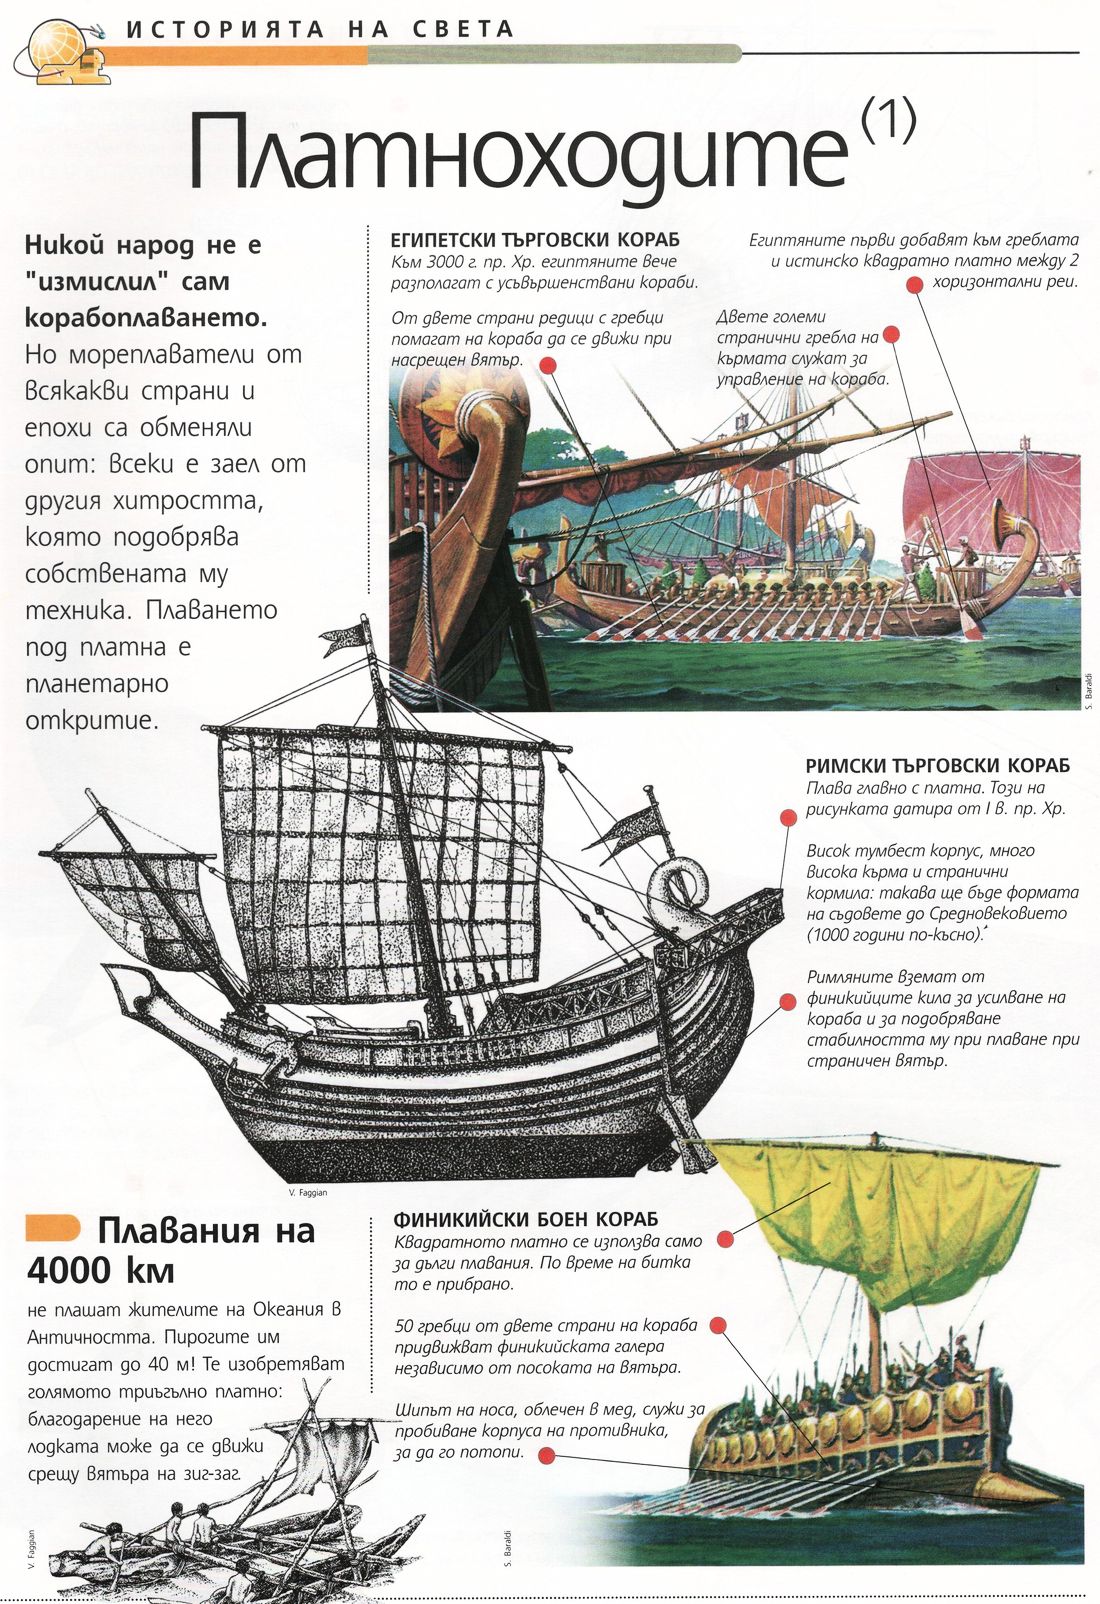 ИСТОРИЯТА НА СВЕТА
Платноходите (1)
Никой народ не е
"измислил" сам
корабоплаването.
Но мореплаватели от
всякакви страни и
епохи са обменяли
опит: всеки е заел от
другия хитростта,
която подобрява
собствената му
техника. Плаването
под платна е
планетарно
откритие.
ЕГИПЕТСКИ ТЪРГОВСКИ КОРАБ
Към 3000 г. пр. Хр. египтяните вече
разполагат с усъвършенствани кораби.
От двете страни редици с гребци
помагат на кораба да се движи при
насрещен вятър.
Египтяните първи добавят към греблата
и истинско квадратно платно между 2
хоризонтални реи.
Двете големи
странични гребла на
кърмата служат за
управление на кораба.
S. Baraldi
РИМСКИ ТЪРГОВСКИ КОРАБ
Плава главно с платна. Този на
рисунката датира от I в. пр. Хр.
Висок тумбест корпус, много
висока кърма и странични
кормила: такава ще бъде формата
на съдовете до Средновековието
(1000 години по-късно).
Римляните вземат от
финикийците кила за усилване на
кораба и за подобряване
стабилността му при плаване при
страничен вятър.
V. Faggian
Плавания на
4000 км
не плашат жителите на Океания в
Античността. Пирогите им
достигат до 40 м! Те изобретяват
голямото триъгълно платно:
благодарение на него
лодката може да се движи
срещу вятъра на зиг-заг.
V. Faggian
ФИНИКИЙСКИ БОЕН КОРАБ
Квадратното платно се използва само
за дълги плавания. По време на битка
то е прибрано.
50 гребци от двете страни на кораба
придвижват финикийската галера
независимо от посоката на вятъра.
Шипът на носа, облечен в мед, служи за
пробиване корпуса на противника,
за да го потопи.
S. Baraldi